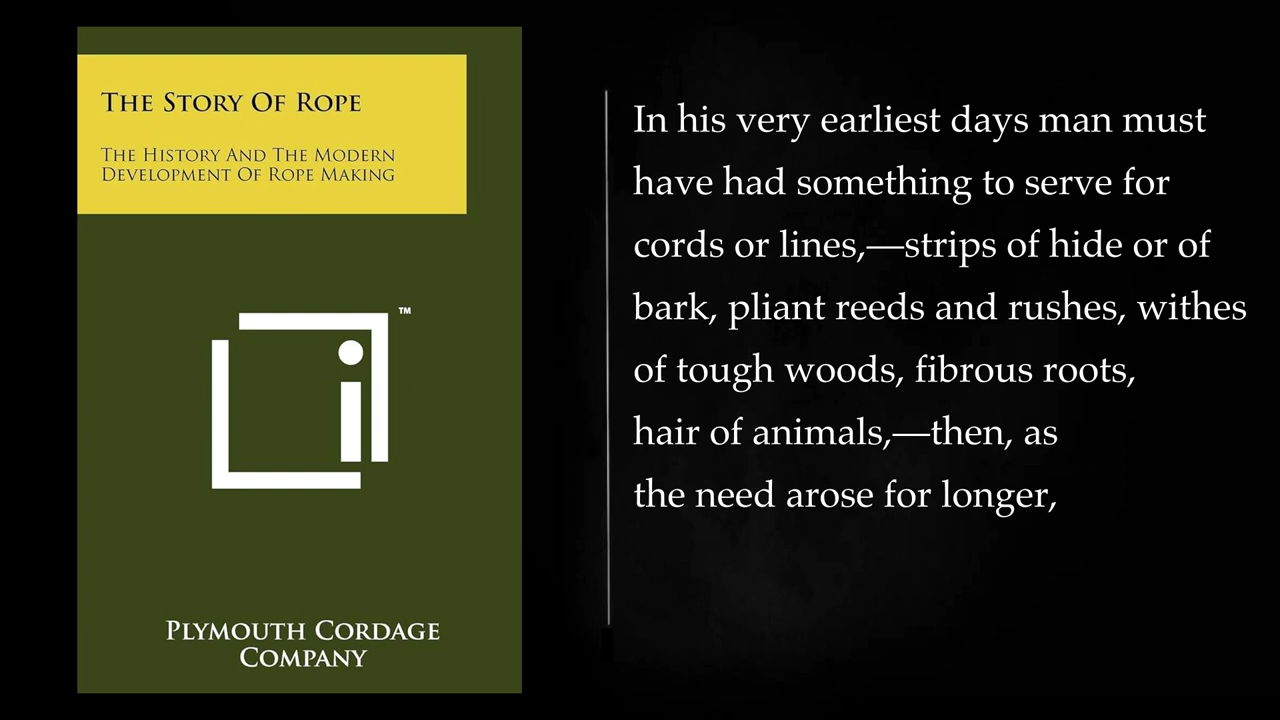 THE STORY OF ROPE
THE HISTORY AND THE MODERN
DEVELOPMENT OF ROPE MAKING
i
™
PLYMOUTH CORDAGE
COMPANY
In his very earliest days man must
have had something to serve for
cords or lines,—strips of hide or of
bark, pliant reeds and rushes, withes
of tough woods, fibrous roots,
hair of animals,—then, as
the need arose for longer,